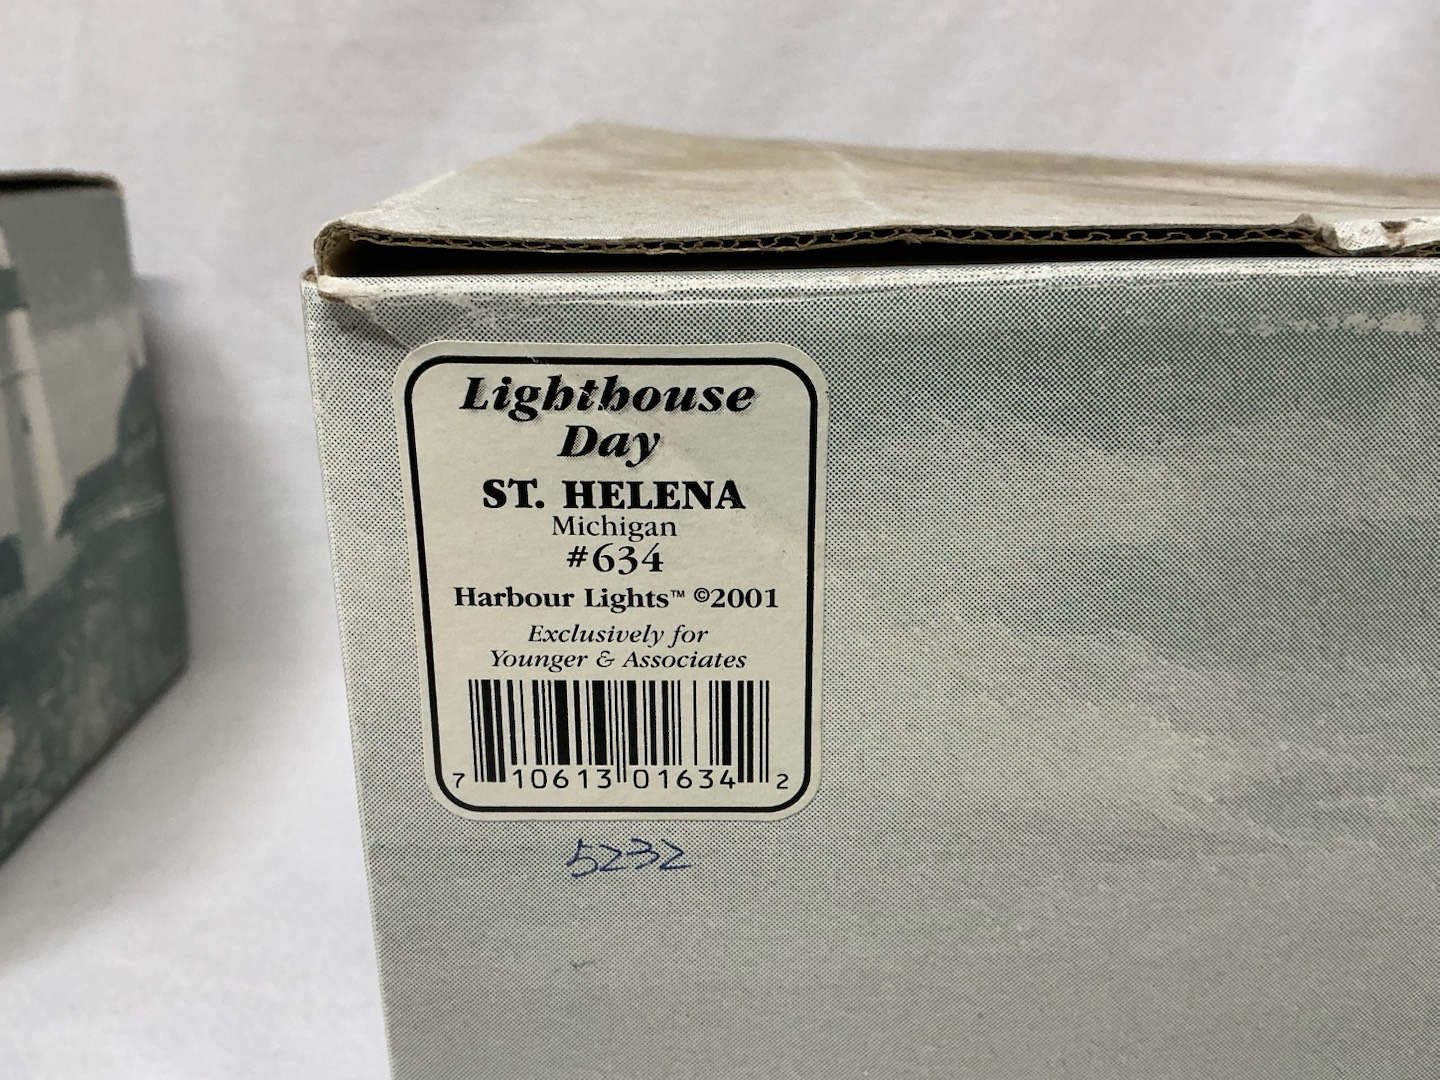 Lighthouse
Day
ST. HELENA
Michigan
#634
Harbour Lights™ ©2001
Exclusively for
Younger & Associates
7 10613 01634 2
5232